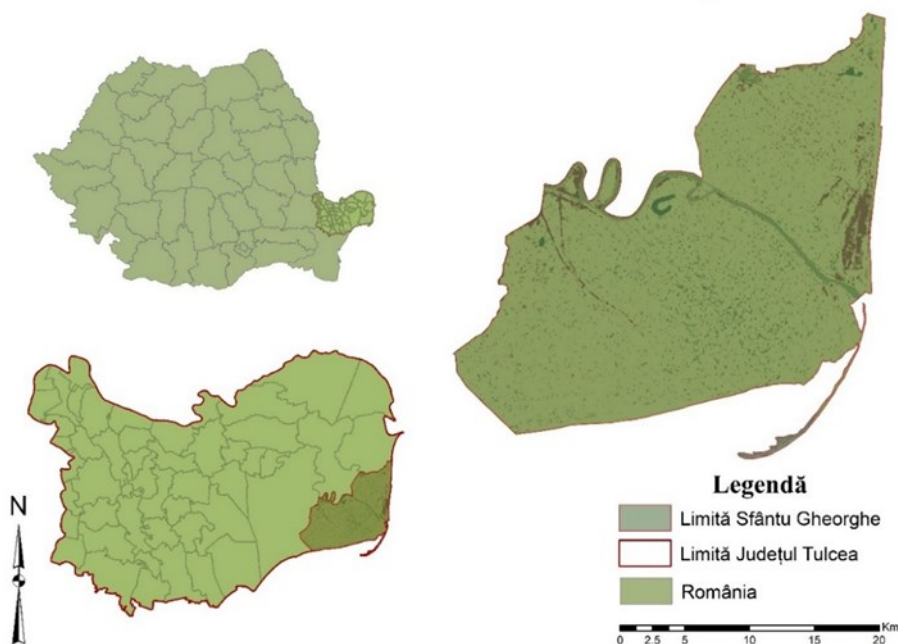 N
Legendă
Limită Sfântu Gheorghe
Limită Județul Tulcea
România
Km
0 2.5 5 10 15 20